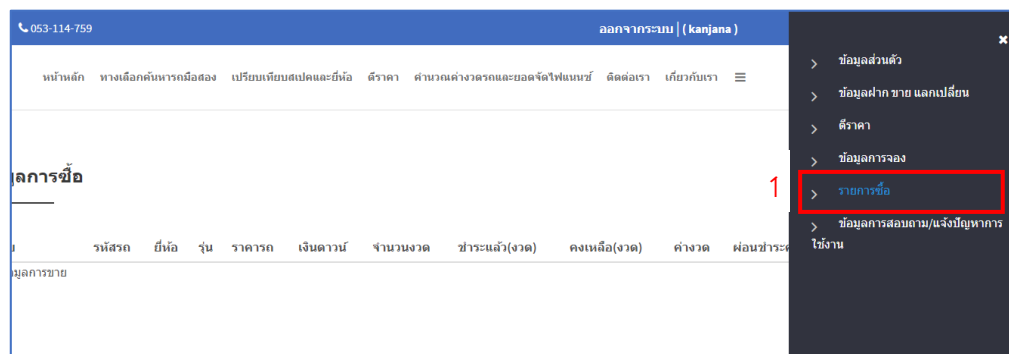 053-114-759 ออกจากระบบ | ( kanjana )
หน้าหลัก ทางเลือกค้นหารถมือสอง เปรียบเทียบสเปคและยี่ห้อ ตีราคา คำนวณค่างวดรถและยอดจัดไฟแนนซ์ ติดต่อเรา เกี่ยวกับเรา
ูลการซื้อ
รหัสรถ ยี่ห้อ รุ่น ราคารถ เงินดาวน์ จำนวนงวด ชำระแล้ว(งวด) คงเหลือ(งวด) ค่างวด ผ่อนชำระ
มูลการขาย
ข้อมูลส่วนตัว
ข้อมูลฝาก ขาย แลกเปลี่ยน
ตีราคา
ข้อมูลการจอง
1
รายการซื้อ
ข้อมูลการสอบถาม/แจ้งปัญหาการ
ใช้งาน